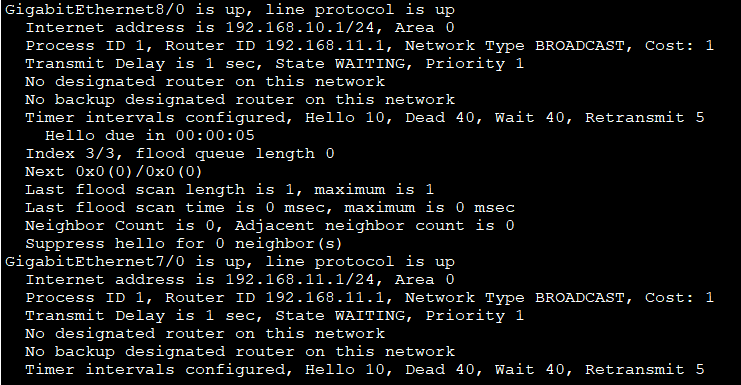 GigabitEthernet8/0 is up, line protocol is up
  Internet address is 192.168.10.1/24, Area 0
  Process ID 1, Router ID 192.168.11.1, Network Type BROADCAST, Cost: 1
  Transmit Delay is 1 sec, State WAITING, Priority 1
  No designated router on this network
  No backup designated router on this network
  Timer intervals configured, Hello 10, Dead 40, Wait 40, Retransmit 5
    Hello due in 00:00:05
  Index 3/3, flood queue length 0
  Next 0x0(0)/0x0(0)
  Last flood scan length is 1, maximum is 1
  Last flood scan time is 0 msec, maximum is 0 msec
  Neighbor Count is 0, Adjacent neighbor count is 0
  Suppress hello for 0 neighbor(s)
GigabitEthernet7/0 is up, line protocol is up
  Internet address is 192.168.11.1/24, Area 0
  Process ID 1, Router ID 192.168.11.1, Network Type BROADCAST, Cost: 1
  Transmit Delay is 1 sec, State WAITING, Priority 1
  No designated router on this network
  No backup designated router on this network
  Timer intervals configured, Hello 10, Dead 40, Wait 40, Retransmit 5